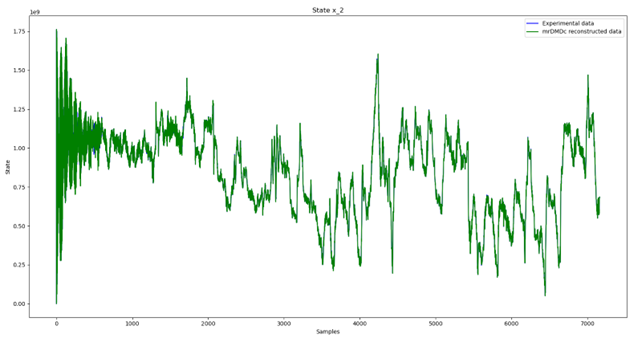 State x_2
1e9
Experimental data
mrDMDc reconstructed data
1.75
1.50
1.25
1.00
0.75
0.50
0.25
0.00
State
0 1000 2000 3000 4000 5000 6000 7000
Samples